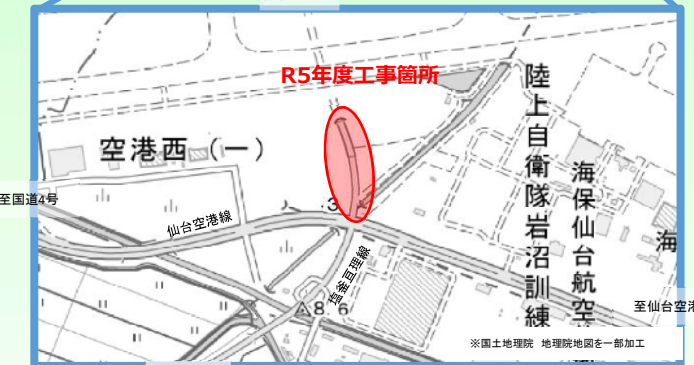 R5年度工事箇所
空港西（一）
陸上自衛隊岩沼訓練
海保仙台航空
海
至国道4号
仙台空港線
.3
塩釜亘理線
8.6
至仙台空港
※国土地理院 地理院地図を一部加工